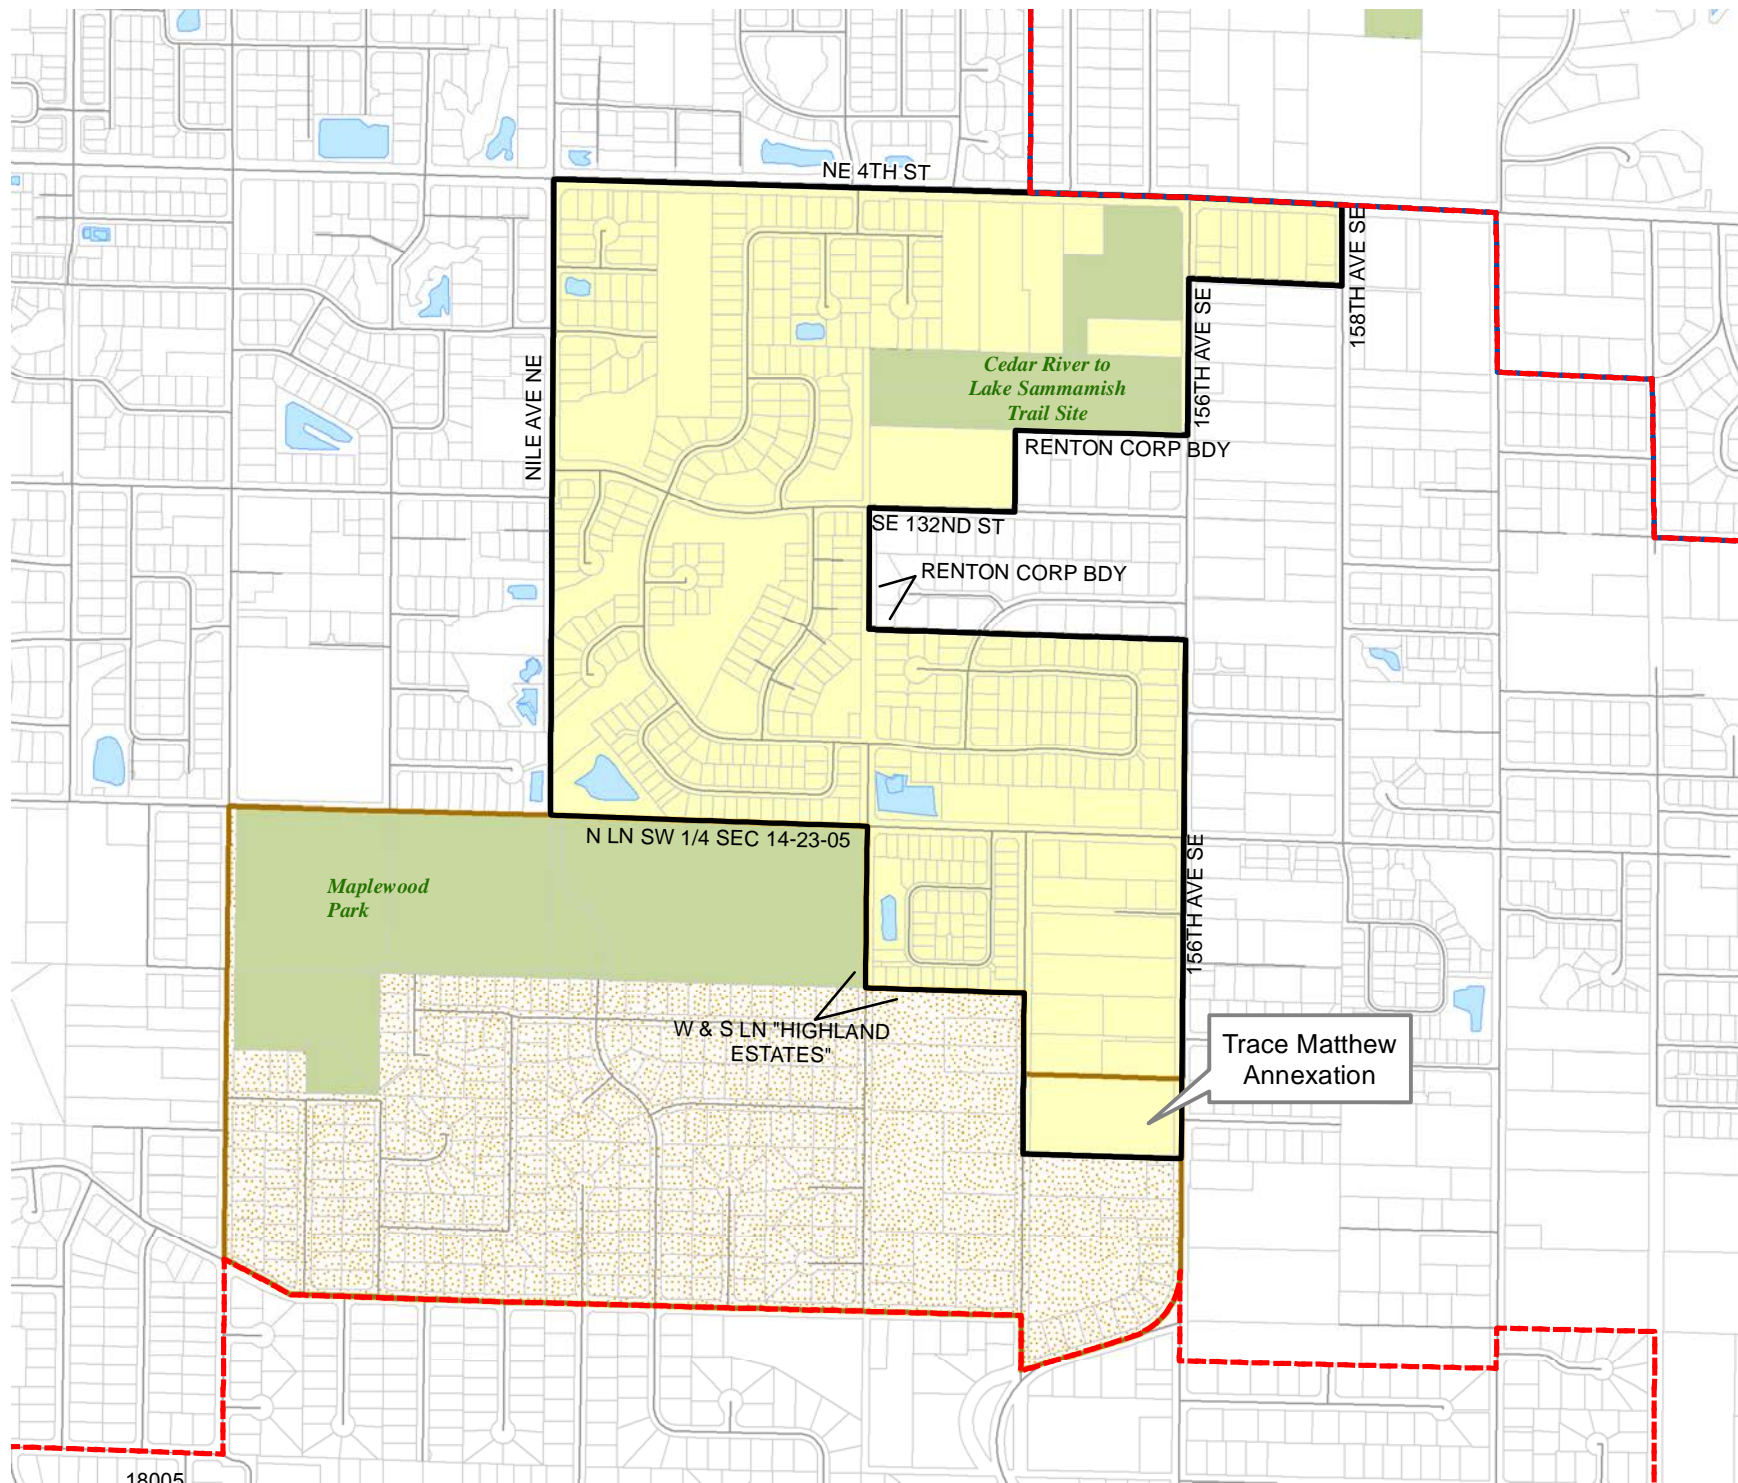 NE 4TH ST
158TH AVE SE
156TH AVE SE
NILE AVE NE
Cedar River to
Lake Sammamish
Trail Site
RENTON CORP BDY
SE 132ND ST
RENTON CORP BDY
N LN SW 1/4 SEC 14-23-05
156TH AVE SE
Maplewood
Park
W & S LN "HIGHLAND
ESTATES"
Trace Matthew
Annexation
18005